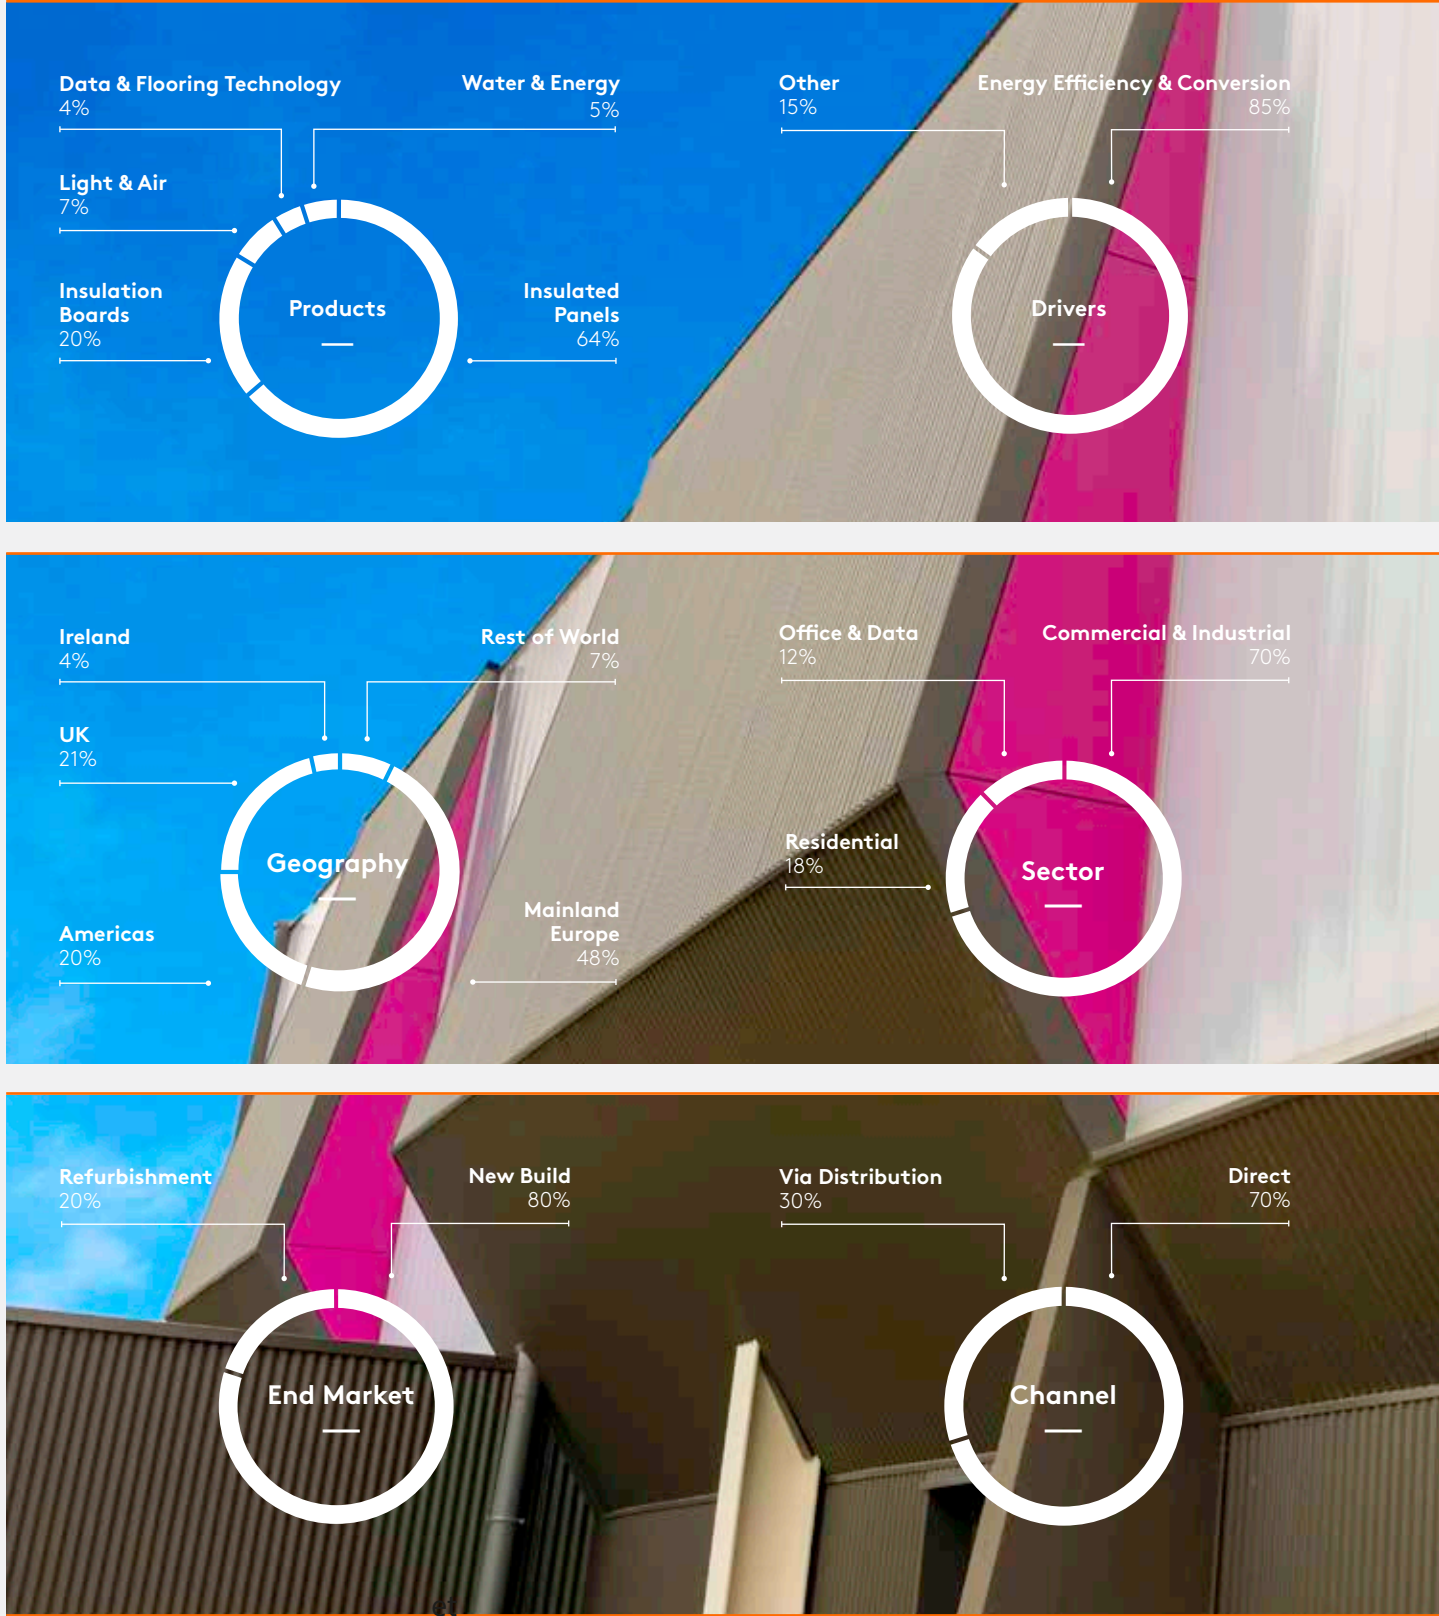 Data & Flooring Technology
4%
Water & Energy
5%
Light & Air
7%
Insulation
Boards
20%
Products
Insulated
Panels
64%
Other
15%
Energy Efficiency & Conversion
85%
Drivers
Ireland
4%
Rest of World
7%
UK
21%
Geography
Americas
20%
Mainland
Europe
48%
Office & Data
12%
Commercial & Industrial
70%
Residential
18%
Sector
Refurbishment
20%
New Build
80%
End Market
Via Distribution
30%
Direct
70%
Channel
et